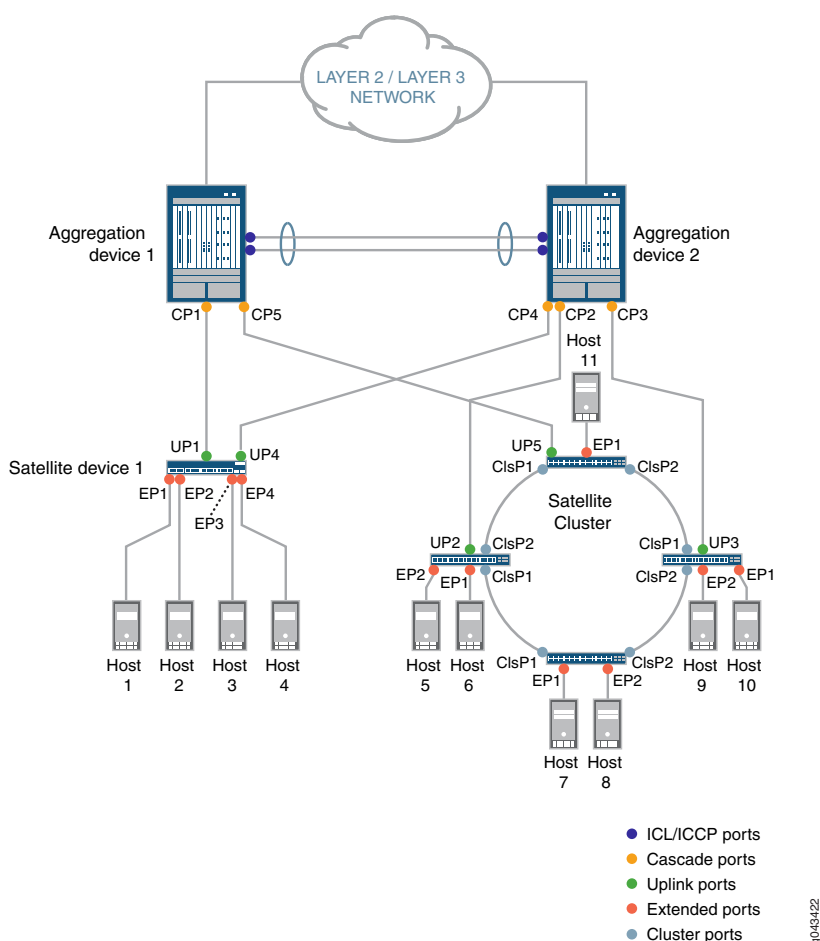 LAYER 2 / LAYER 3
NETWORK
Aggregation
device 1
Aggregation
device 2
CP1
CP5
CP4
CP2
CP3
Host
11
UP1
UP4
UP5
EP1
Satellite device 1
ClsP1
ClsP2
EP1
EP2
EP4
EP3
Satellite
Cluster
UP2
ClsP2
ClsP1
UP3
EP2
EP1
ClsP1
ClsP2
EP2
EP1
Host
1
Host
2
Host
3
Host
4
Host
5
Host
6
ClsP1
ClsP2
EP1
EP2
Host
9
Host
10
Host
7
Host
8
ICL/ICCP ports
Cascade ports
Uplink ports
Extended ports
Cluster ports
g043422